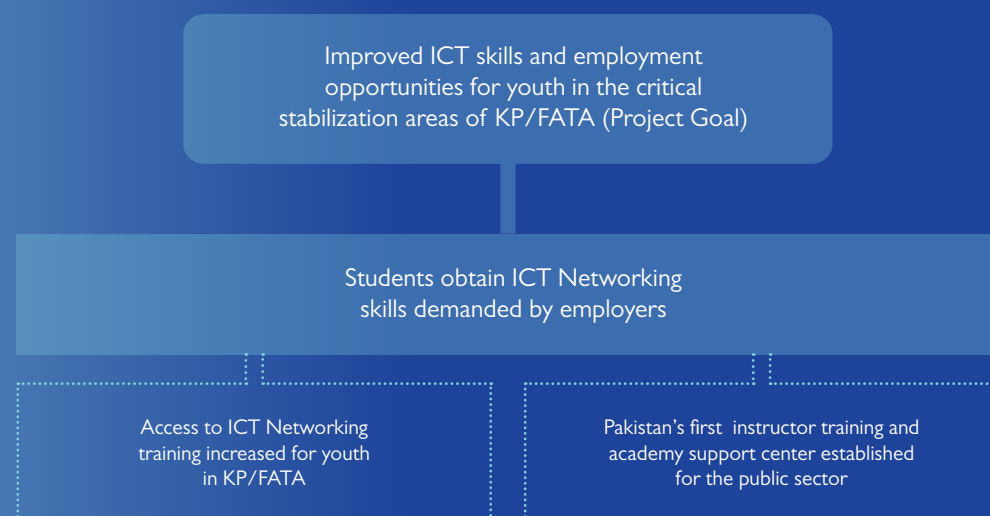 Improved ICT skills and employment
opportunities for youth in the critical
stabilization areas of KP/FATA (Project Goal)
Students obtain ICT Networking
skills demanded by employers
Access to ICT Networking
training increased for youth
in KP/FATA
Pakistan's first instructor training and
academy support center established
for the public sector